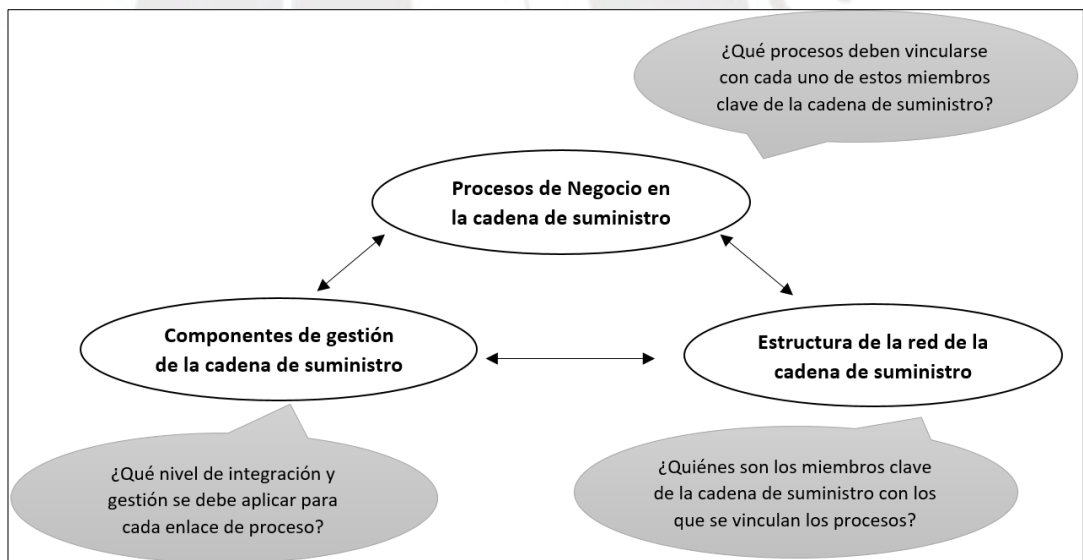 ¿Qué procesos deben vincularse
con cada uno de estos miembros
clave de la cadena de suministro?
Procesos de Negocio en
la cadena de suministro
Componentes de gestión
de la cadena de suministro
Estructura de la red de la
cadena de suministro
¿Qué nivel de integración y
gestión se debe aplicar para
cada enlace de proceso?
¿Quiénes son los miembros clave
de la cadena de suministro con los
que se vinculan los procesos?